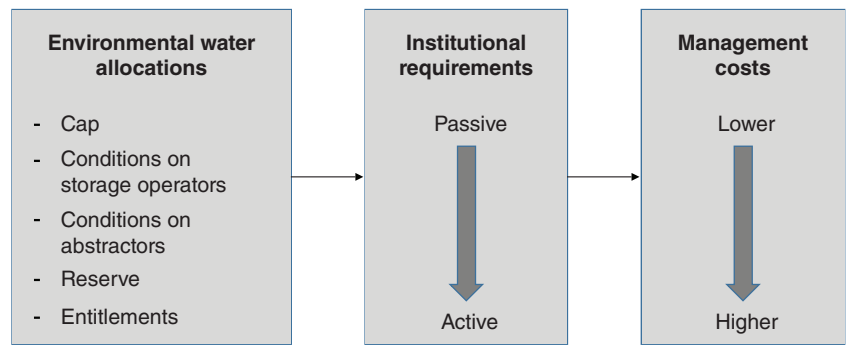 Environmental water
allocations
- Cap
- Conditions on
storage operators
- Conditions on
abstractors
- Reserve
- Entitlements
Institutional
requirements
Passive
Active
Management
costs
Lower
Higher